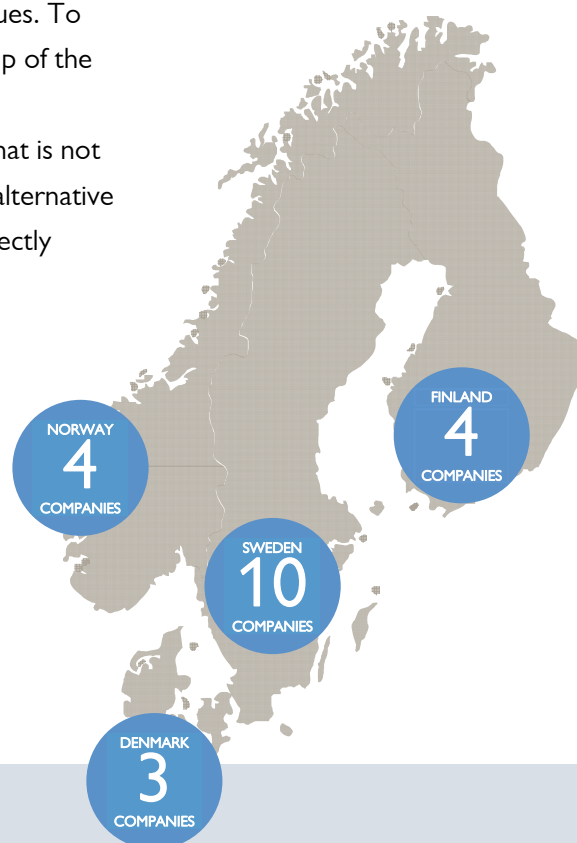 ues. To
p of the
hat is not
alternative
ectly
FINLAND
4
COMPANIES
NORWAY
4
COMPANIES
SWEDEN
10
COMPANIES
DENMARK
3
COMPANIES